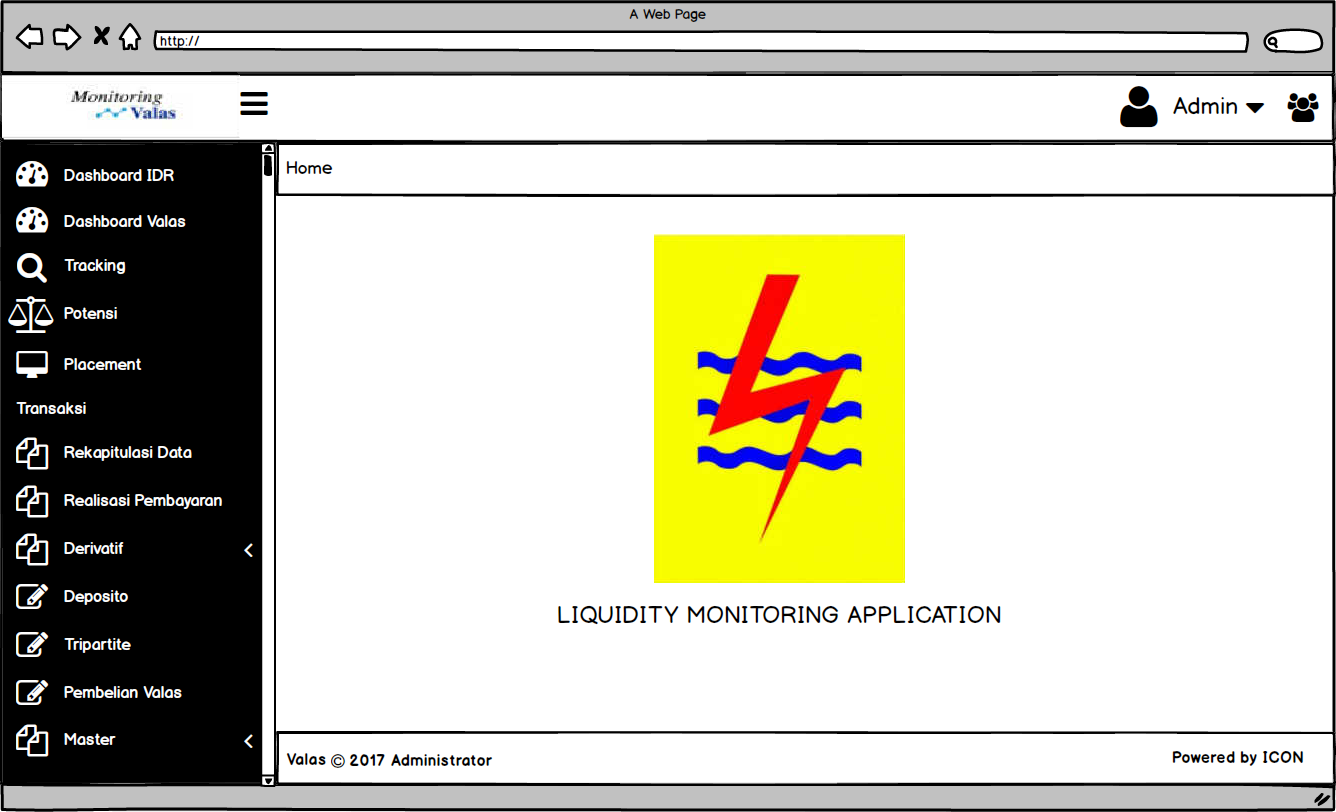 A Web Page
http://
Monitoring
Valas
Admin
Dashboard IDR
Dashboard Valas
Tracking
Potensi
Placement
Transaksi
Rekapitulasi Data
Realisasi Pembayaran
Derivatif
Deposito
Tripartite
Pembelian Valas
Master
Home
LIQUIDITY MONITORING APPLICATION
Valas © 2017 Administrator
Powered by ICON